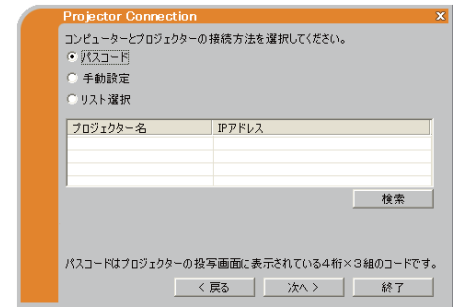 Projector Connection
コンピューターとプロジェクターの接続方法を選択してください。
パスコード
手動設定
リスト選択
プロジェクター名 IPアドレス
検索
パスコードはプロジェクターの投写画面に表示されている4桁×3組のコードです。
< 戻る 次へ > 終了